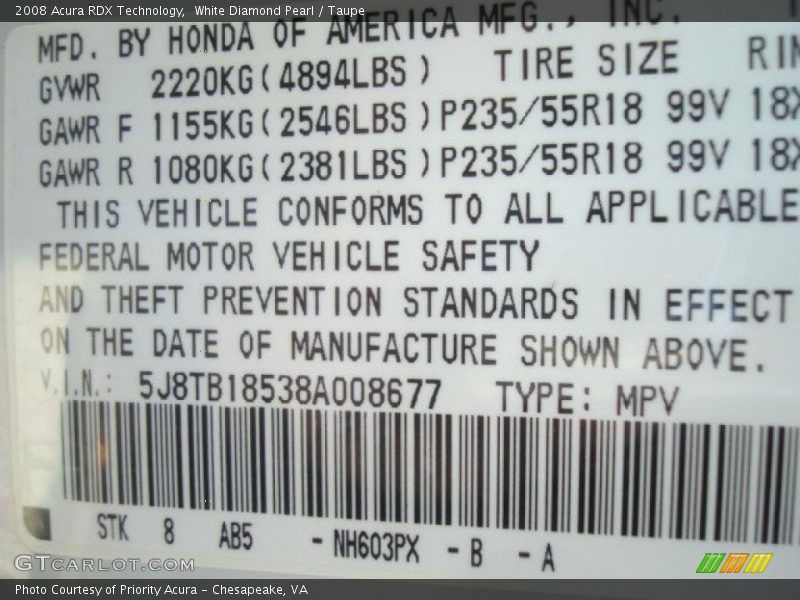 2008 Acura RDX Technology, White Diamond Pearl / Taupe
MFD. BY HONDA OF AMERICA MFG., INC.
GVWR 2220KG(4894LBS) TIRE SIZE RIM
GAWR F 1155KG(2546LBS)P235/55R18 99V 18X
GAWR R 1080KG(2381LBS)P235/55R18 99V 18X
THIS VEHICLE CONFORMS TO ALL APPLICABLE
FEDERAL MOTOR VEHICLE SAFETY
AND THEFT PREVENTION STANDARDS IN EFFECT
ON THE DATE OF MANUFACTURE SHOWN ABOVE.
V.I.N.: 5J8TB18538A008677 TYPE: MPV
STK 8 AB5 - NH603PX - B - A
GTCARLOT.COM
Photo Courtesy of Priority Acura – Chesapeake, VA